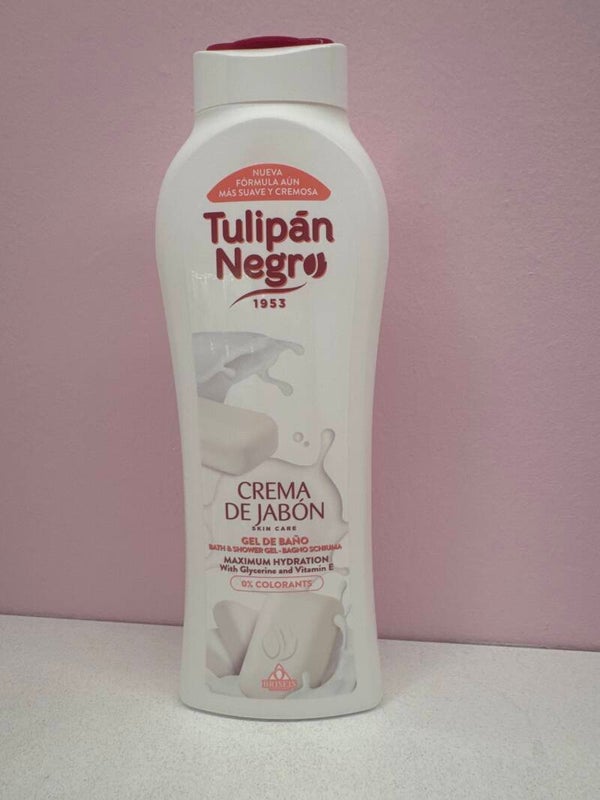 NUEVA
FÓRMULA AÚN
MÁS SUAVE Y CREMOSA
Tulipán
Negro
1953
CREMA
DE JABÓN
SKIN CARE
GEL DE BAÑO
BATH & SHOWER GEL - BAGNO SCHIUMA
MAXIMUM HYDRATION
With Glycerine and Vitamin E
0% COLORANTS